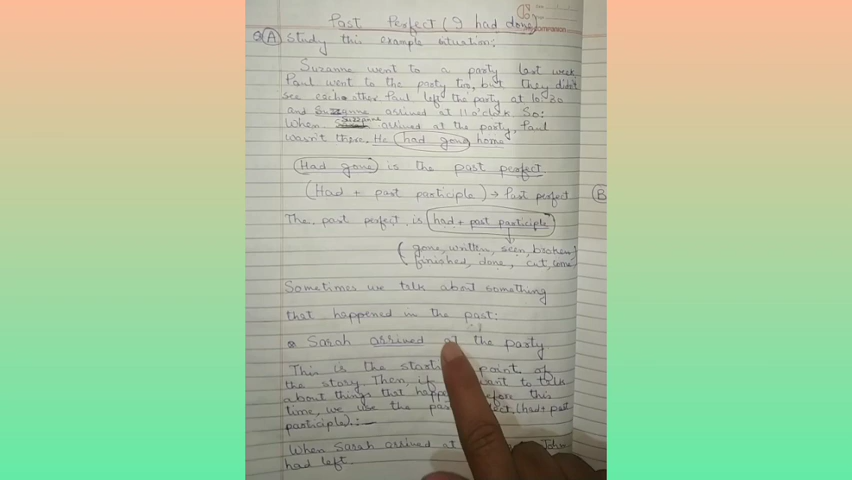 Past Perfect (I had done)
(A) Study this example situation:
Suzanne went to a party last week.
Paul went to the party too, but they didn't
see each other. Paul left the party at 10:30
and Suzanne arrived at 11 o'clock. So:
When Suzanne arrived at the party, Paul
wasn't there. He had gone home
Had gone is the past perfect
(Had + past participle) → Past perfect
B
The past perfect is had + past participle
(gone, written, seen, broken,
finished, done, cut, come)
Sometimes we talk about something
that happened in the past:
Sarah arrived at the party
This is the starting point of
the story. Then, if want to talk
about things that before this
time, we use the (had + past
participle):-
When Sarah arrived at John
had left.